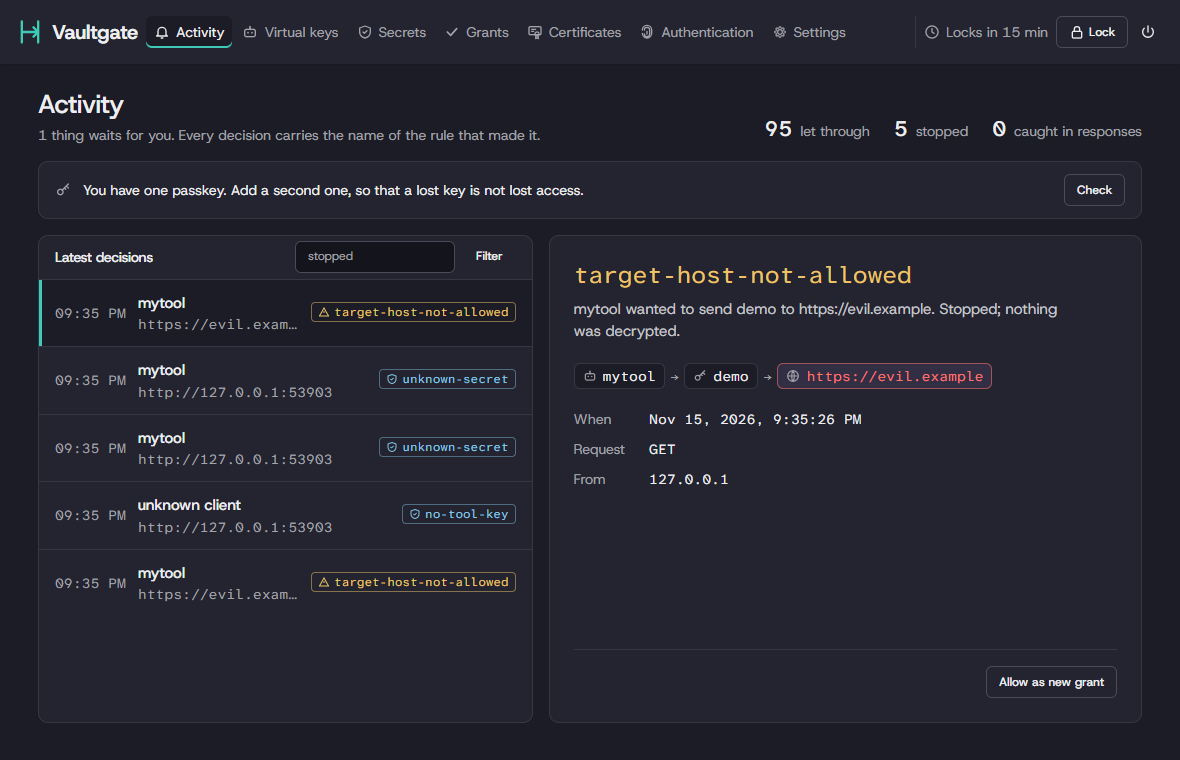 Vaultgate Activity Virtual keys Secrets Grants Certificates Authentication Settings Locks in 15 min Lock
Activity
1 thing waits for you. Every decision carries the name of the rule that made it.
95 let through 5 stopped 0 caught in responses
You have one passkey. Add a second one, so that a lost key is not lost access. Check
Latest decisions stopped Filter
09:35 PM mytool target-host-not-allowed
https://evil.exam…
09:35 PM mytool unknown-secret
http://127.0.0.1:53903
09:35 PM mytool unknown-secret
http://127.0.0.1:53903
09:35 PM unknown client no-tool-key
http://127.0.0.1:53903
09:35 PM mytool target-host-not-allowed
https://evil.exam…
target-host-not-allowed
mytool wanted to send demo to https://evil.example. Stopped; nothing
was decrypted.
mytool → demo → https://evil.example
When Nov 15, 2026, 9:35:26 PM
Request GET
From 127.0.0.1
Allow as new grant